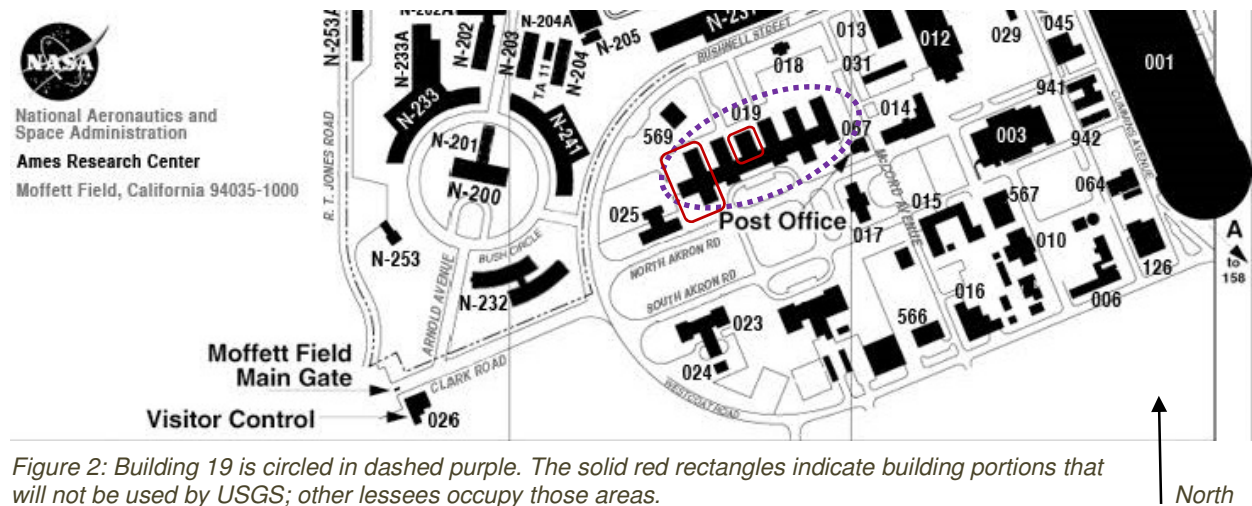 NASA
National Aeronautics and
Space Administration
Ames Research Center
Moffett Field, California 94035-1000
N-253A
R. T. JONES ROAD
N-233A
N-202
N-203
N-204A
TA 11
N-204
N-205
N-233
N-201
N-200
N-241
N-253
ARNOLD AVENUE
BUSH CIRCLE
N-232
BUSHNELL STREET
018
019
569
067
025
Post Office
NORTH AKRON RD
SOUTH AKRON RD
017
McCORD AVENUE
013
031
012
014
029
045
001
941
942
CUMMINS AVENUE
003
015
567
064
010
016
566
006
126
A
to
158
023
024
WESTCOAT ROAD
Moffett Field
Main Gate
CLARK ROAD
Visitor Control
026
Figure 2: Building 19 is circled in dashed purple. The solid red rectangles indicate building portions that
will not be used by USGS; other lessees occupy those areas.
North